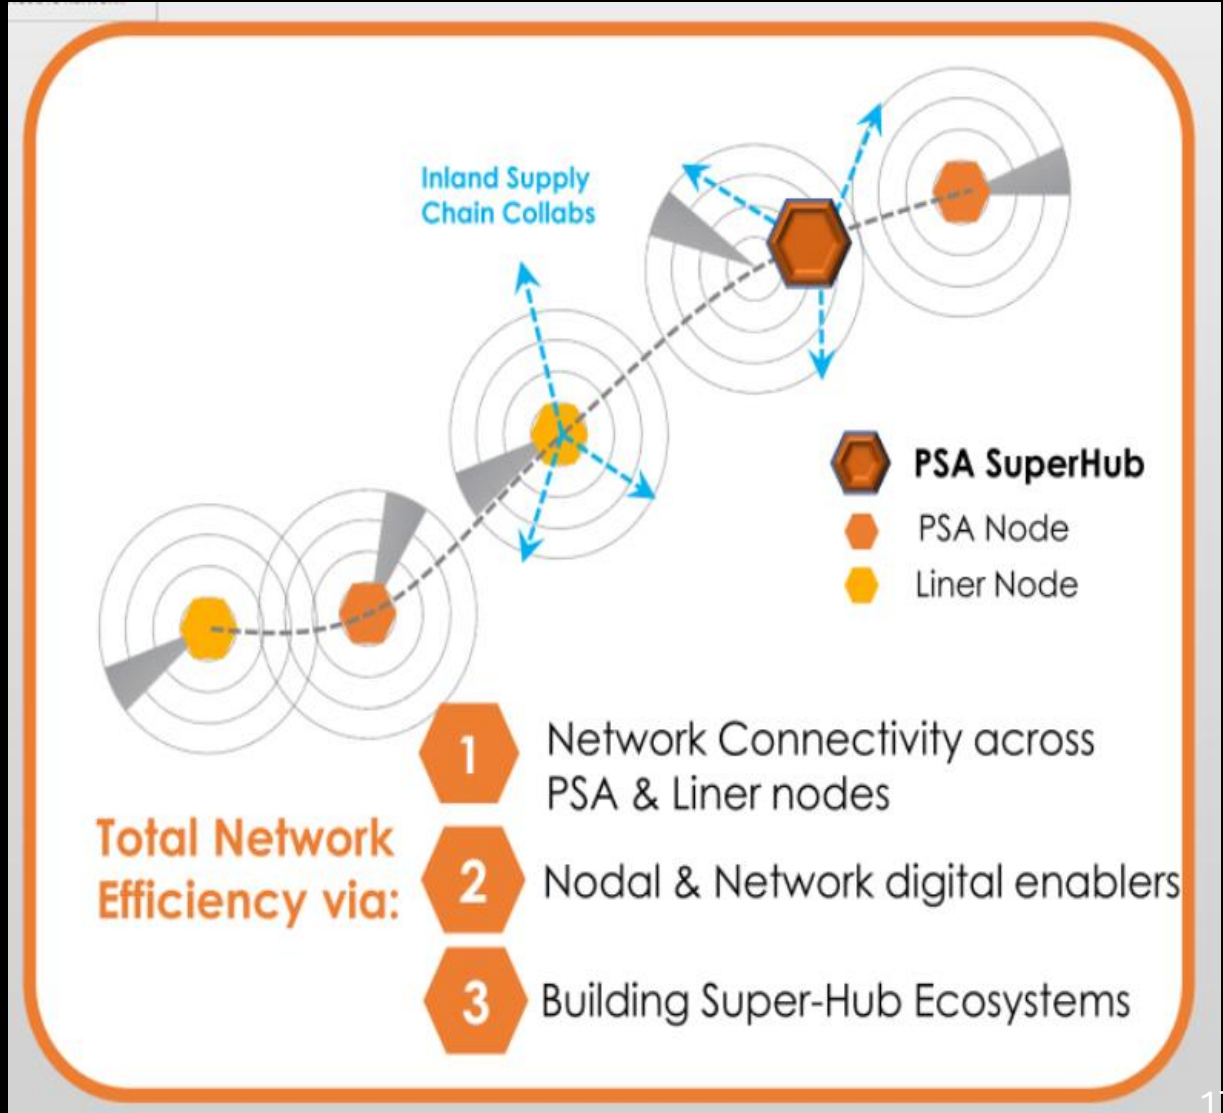 Inland Supply
Chain Collabs
PSA SuperHub
PSA Node
Liner Node
Total Network
Efficiency via:
1
Network Connectivity across
PSA & Liner nodes
2
Nodal & Network digital enablers
3
Building Super-Hub Ecosystems